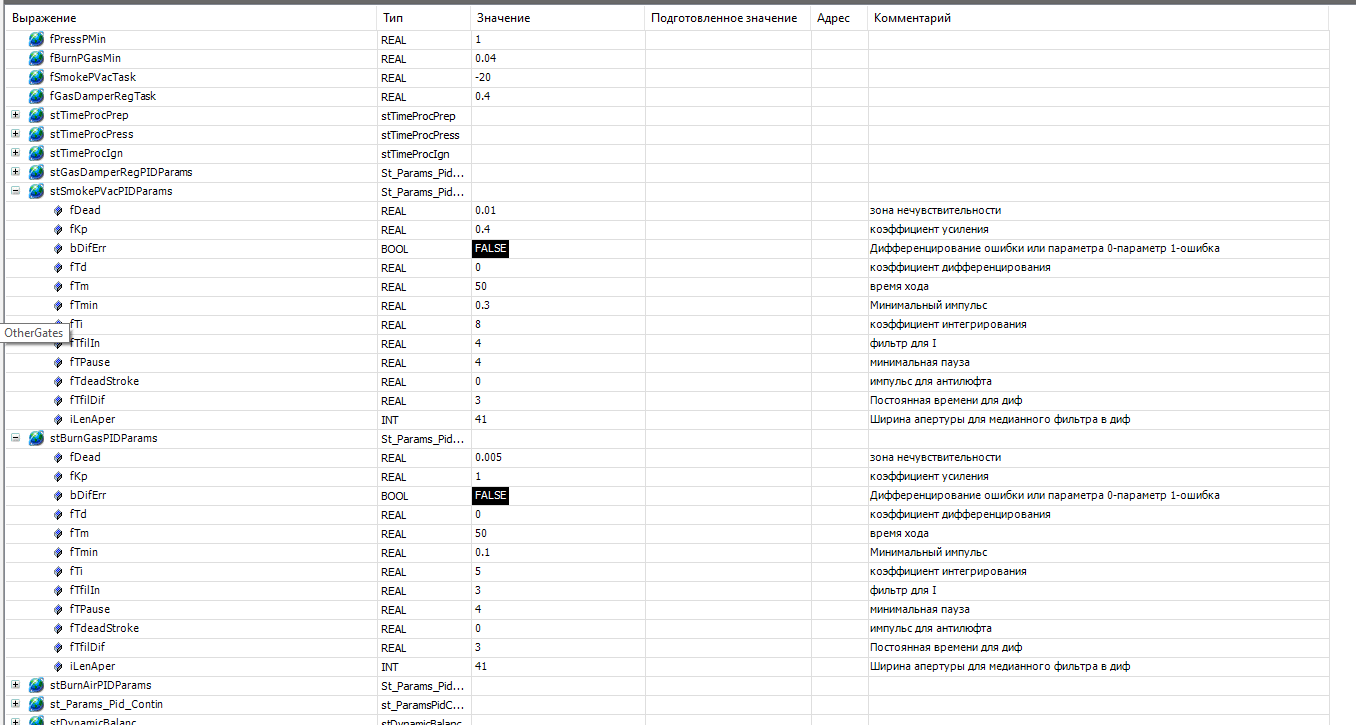 Выражение Тип Значение Подготовленное значение Адрес Комментарий
fPressPMin REAL 1
fBurnPGasMin REAL 0.04
fSmokePVacTask REAL -20
fGasDamperRegTask REAL 0.4
stTimeProcPrep stTimeProcPrep
stTimeProcPress stTimeProcPress
stTimeProcIgn stTimeProcIgn
stGasDamperRegPIDParams St_Params_Pid...
stSmokePVacPIDParams St_Params_Pid...
fDead REAL 0.01 зона нечувствительности
fKp REAL 0.4 коэффициент усиления
bDifErr BOOL FALSE Дифференцирование ошибки или параметра 0-параметр 1-ошибка
fTd REAL 0 коэффициент дифференцирования
fTm REAL 50 время хода
fTmin REAL 0.3 Минимальный импульс
fTi REAL 8 коэффициент интегрирования
OtherGates
fTfilIn REAL 4 фильтр для I
fTPause REAL 4 минимальная пауза
fTdeadStroke REAL 0 импульс для антилюфта
fTfilDif REAL 3 Постоянная времени для диф
iLenAper INT 41 Ширина апертуры для медианного фильтра в диф
stBurnGasPIDParams St_Params_Pid...
fDead REAL 0.005 зона нечувствительности
fKp REAL 1 коэффициент усиления
bDifErr BOOL FALSE Дифференцирование ошибки или параметра 0-параметр 1-ошибка
fTd REAL 0 коэффициент дифференцирования
fTm REAL 50 время хода
fTmin REAL 0.1 Минимальный импульс
fTi REAL 5 коэффициент интегрирования
fTfilIn REAL 3 фильтр для I
fTPause REAL 4 минимальная пауза
fTdeadStroke REAL 0 импульс для антилюфта
fTfilDif REAL 3 Постоянная времени для диф
iLenAper INT 41 Ширина апертуры для медианного фильтра в диф
stBurnAirPIDParams St_Params_Pid...
st_Params_Pid_Contin st_ParamsPidC...
stDynamicBalanc stDynamicBalanc